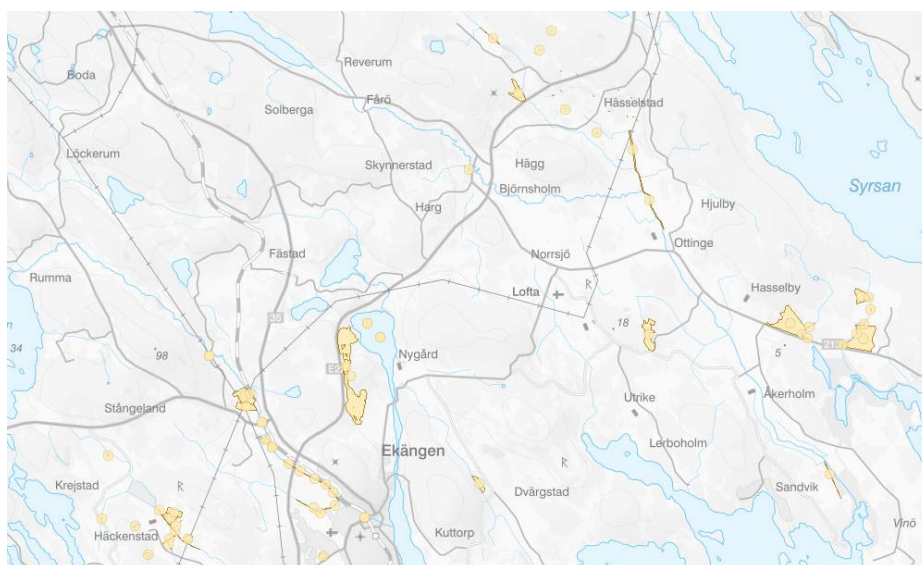 Reverum
Boda
Fårö
Hässelstad
Solberga
Löckerum
Skynnerstad
Hägg
Syrsan
Björnsholm
Hjulby
Harg
Ottinge
Fästad
Norrsjö
Rumma
Hasselby
Lofta
35
18
34
98
Nygård
5
Stångeland
Utrike
Åkerholm
Ekängen
Lerboholm
Krejstad
Dvärgstad
Sandvik
Häckenstad
Kuttorp
Vinö